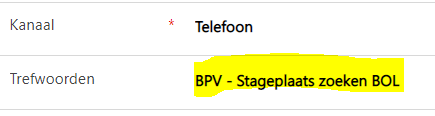 Kanaal * Telefoon
Trefwoorden BPV - Stageplaats zoeken BOL